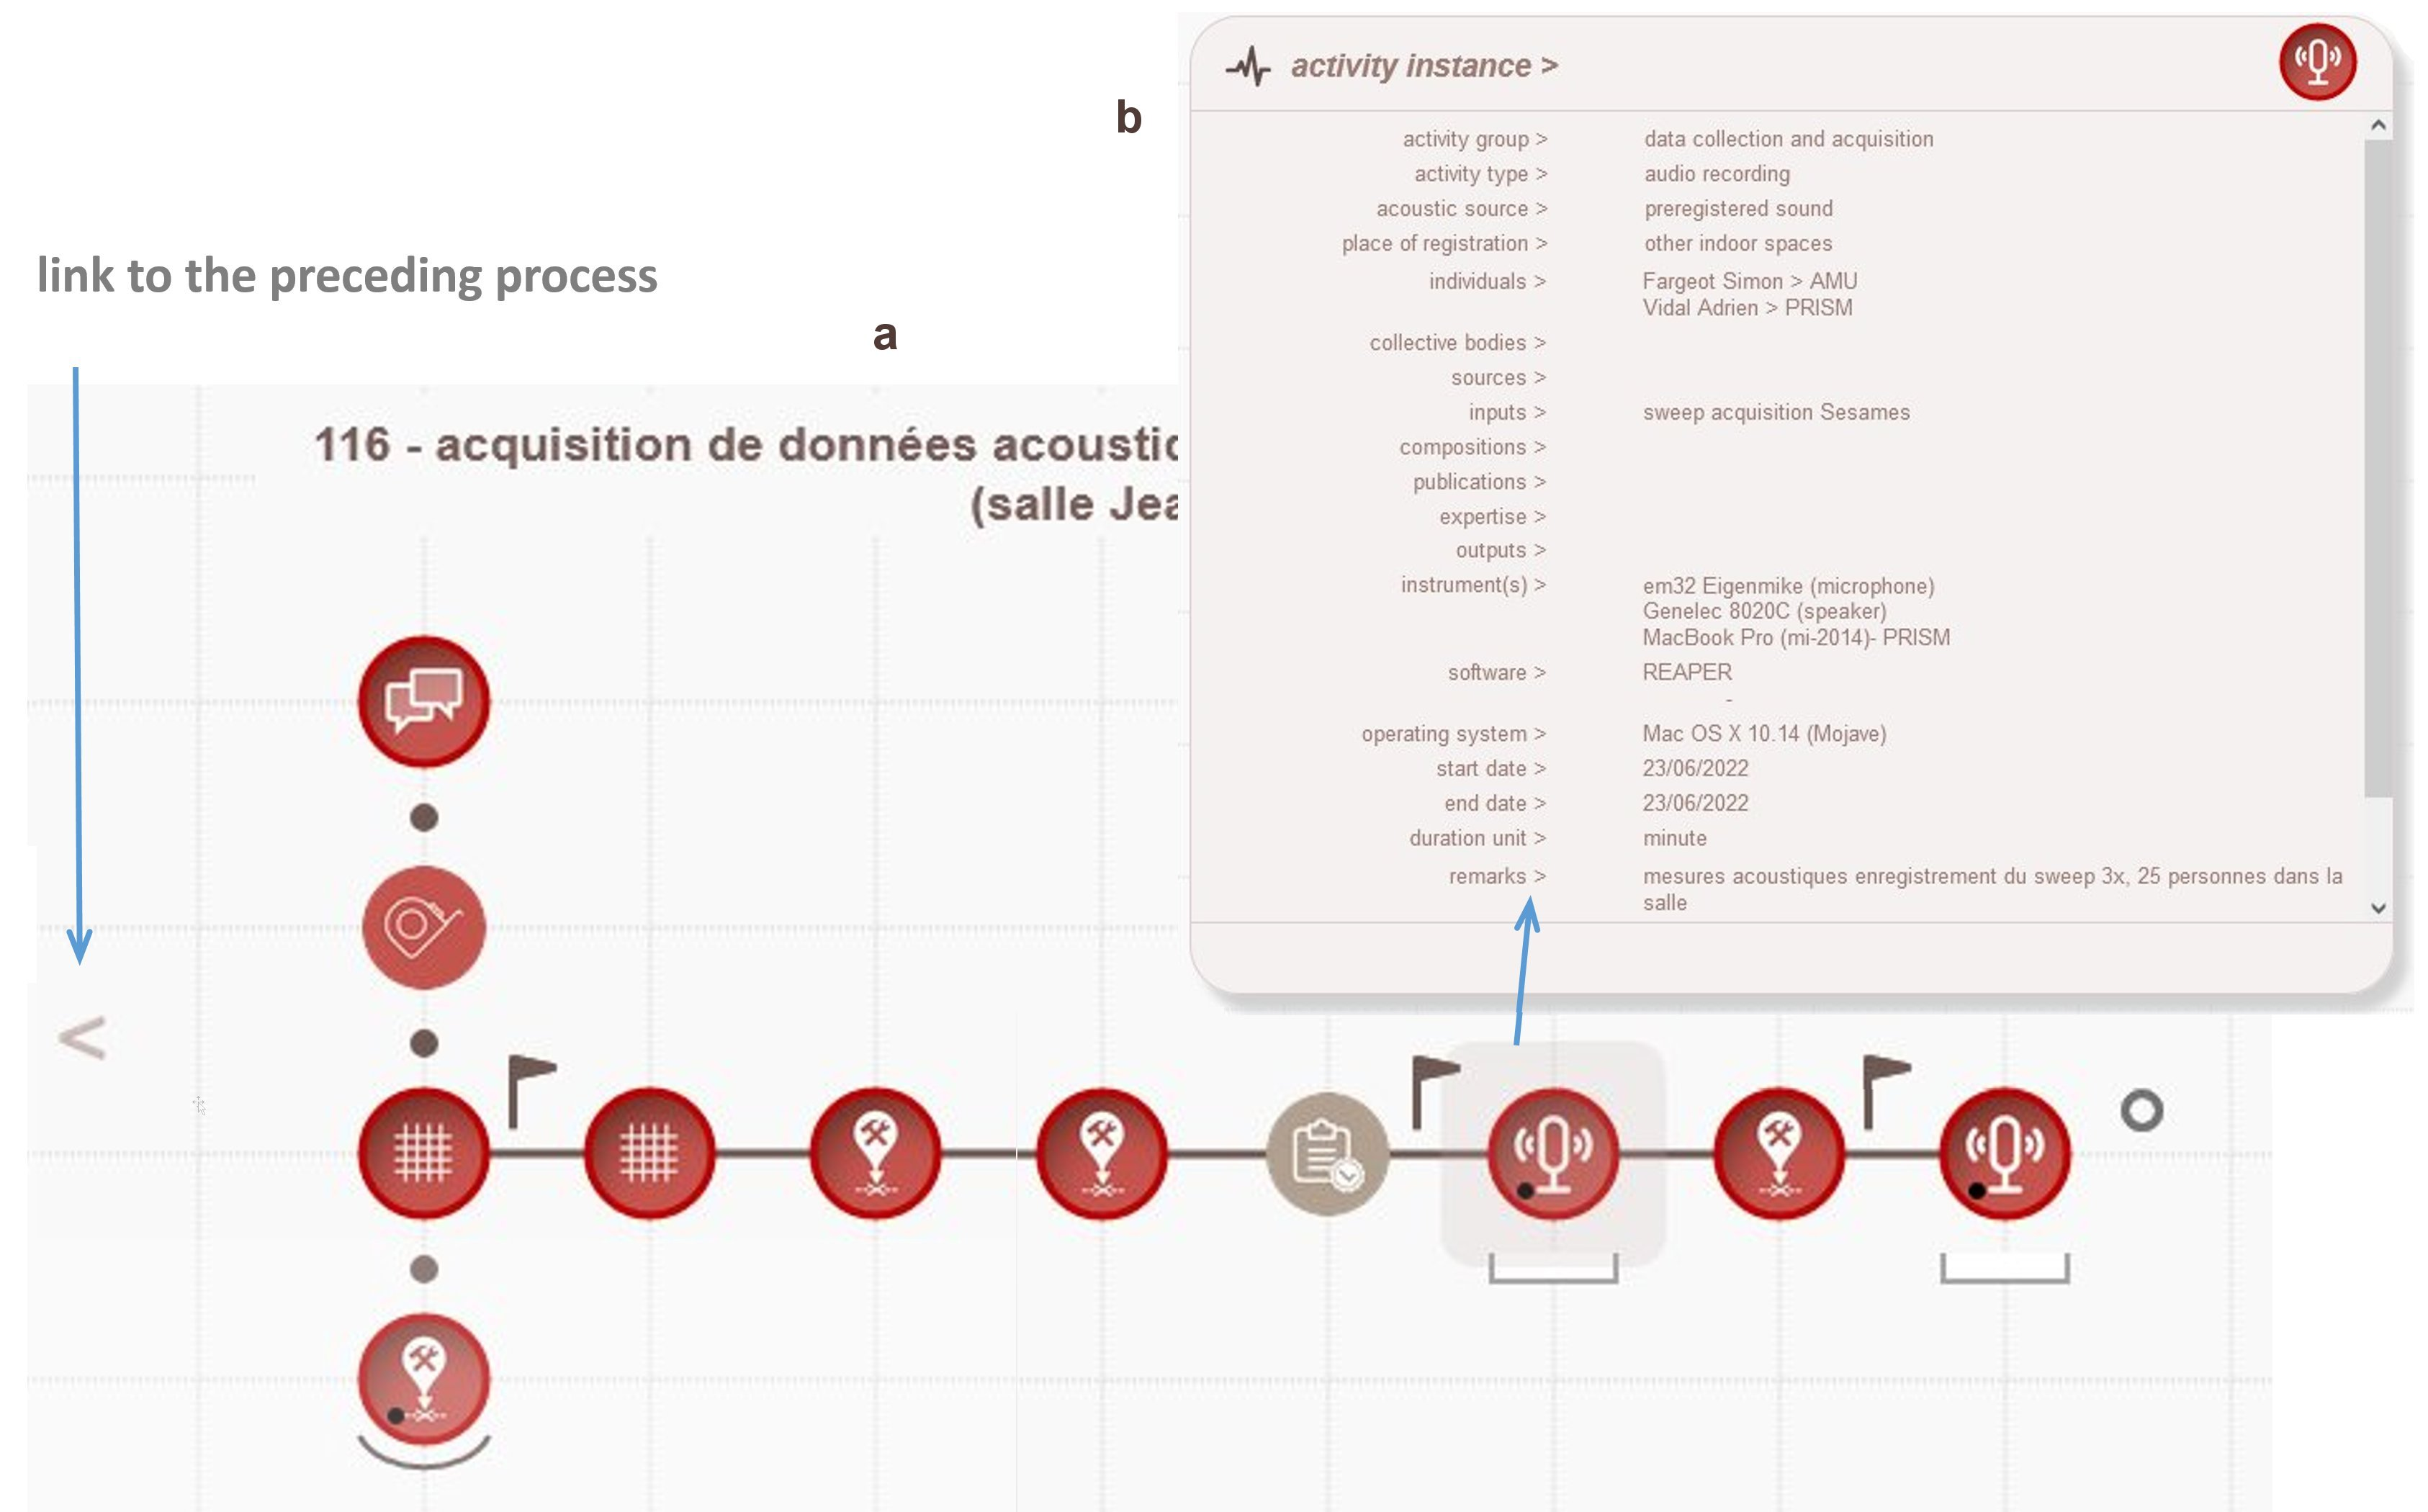 activity instance >
b
activity group > data collection and acquisition
activity type > audio recording
acoustic source > preregistered sound
place of registration > other indoor spaces
individuals > Fargeot Simon > AMU
Vidal Adrien > PRISM
collective bodies >
sources >
inputs > sweep acquisition Sesames
compositions >
publications >
expertise >
outputs >
instrument(s) > em32 Eigenmike (microphone)
Genelec 8020C (speaker)
MacBook Pro (mi-2014)- PRISM
software > REAPER
-
operating system > Mac OS X 10.14 (Mojave)
start date > 23/06/2022
end date > 23/06/2022
duration unit > minute
remarks > mesures acoustiques enregistrement du sweep 3x, 25 personnes dans la
salle
link to the preceding process
a
116 - acquisition de données acoustic
(salle Jea
<